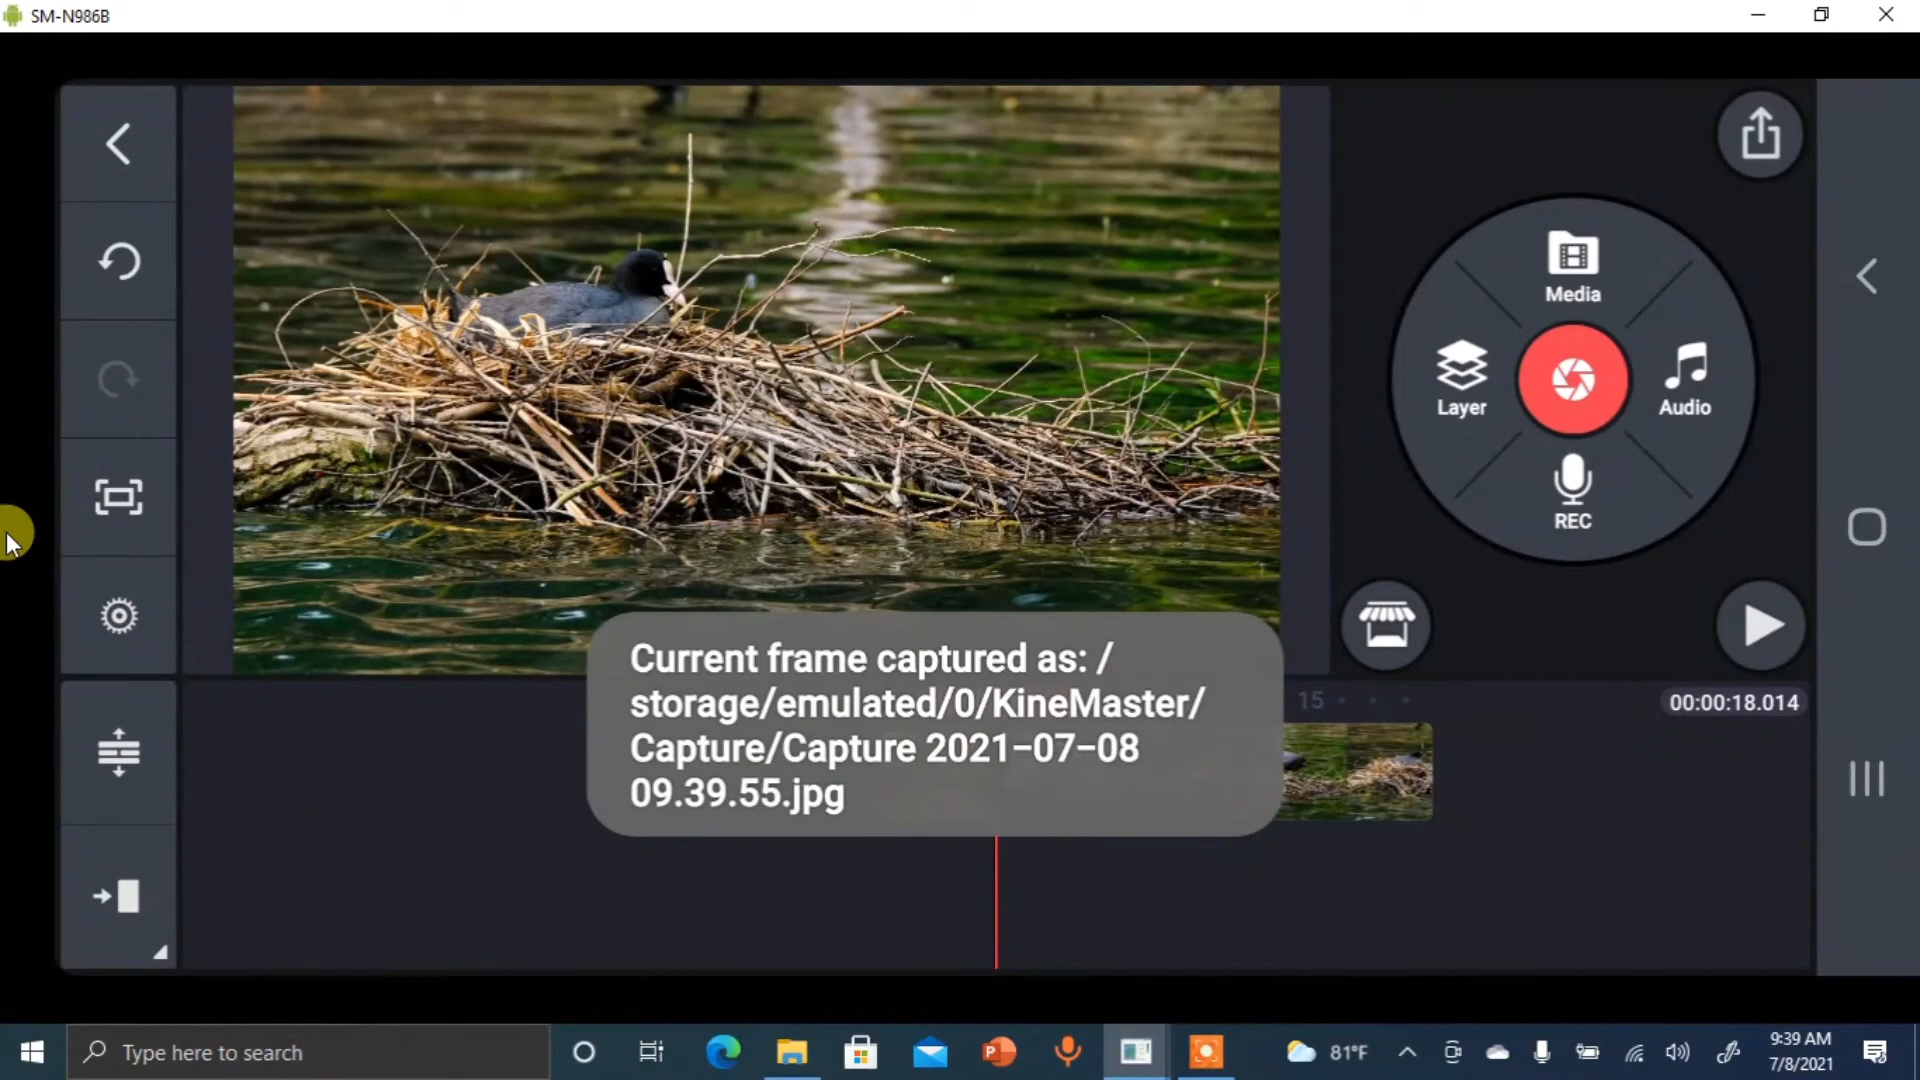 SM-N986B
Media
Layer
Audio
REC
Current frame captured as: /
storage/emulated/0/KineMaster/
Capture/Capture 2021-07-08
09.39.55.jpg
15
00:00:18.014
Type here to search
81°F
9:39 AM
7/8/2021